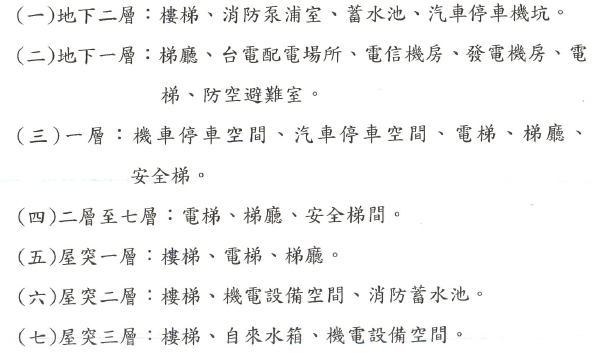 (一)地下二層：樓梯、消防泵浦室、蓄水池、汽車停車機坑。
(二)地下一層：梯廳、台電配電場所、電信機房、發電機房、電
梯、防空避難室。
(三)一層：機車停車空間、汽車停車空間、電梯、梯廳、
安全梯。
(四)二層至七層：電梯、梯廳、安全梯間。
(五)屋突一層：樓梯、電梯、梯廳。
(六)屋突二層：樓梯、機電設備空間、消防蓄水池。
(七)屋突三層：樓梯、自來水箱、機電設備空間。